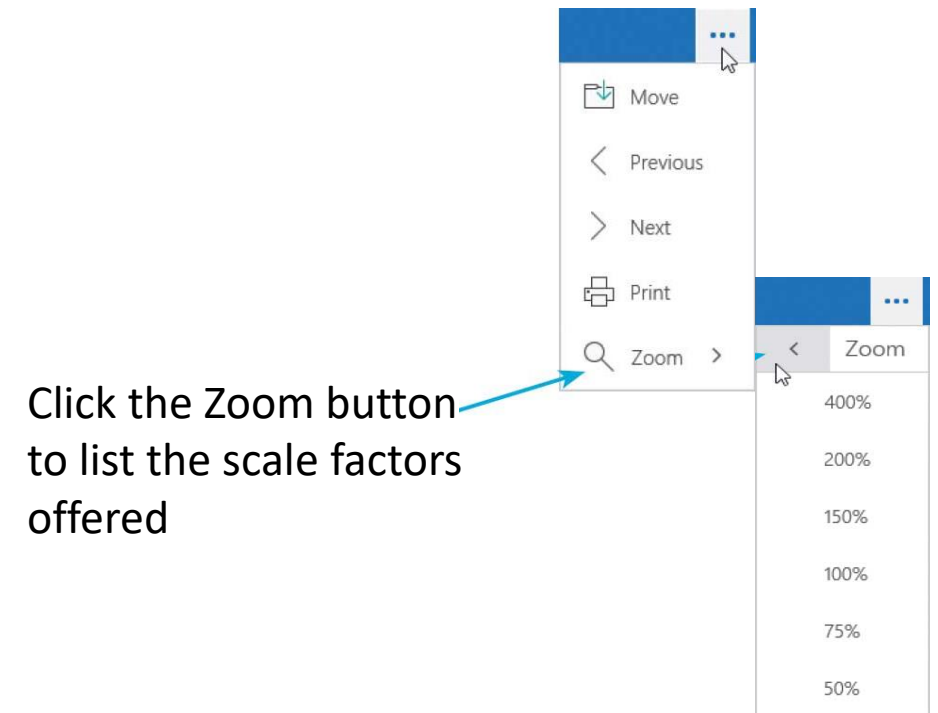 Move
Previous
Next
Print
Zoom
Zoom
400%
200%
150%
100%
75%
50%
Click the Zoom button
to list the scale factors
offered